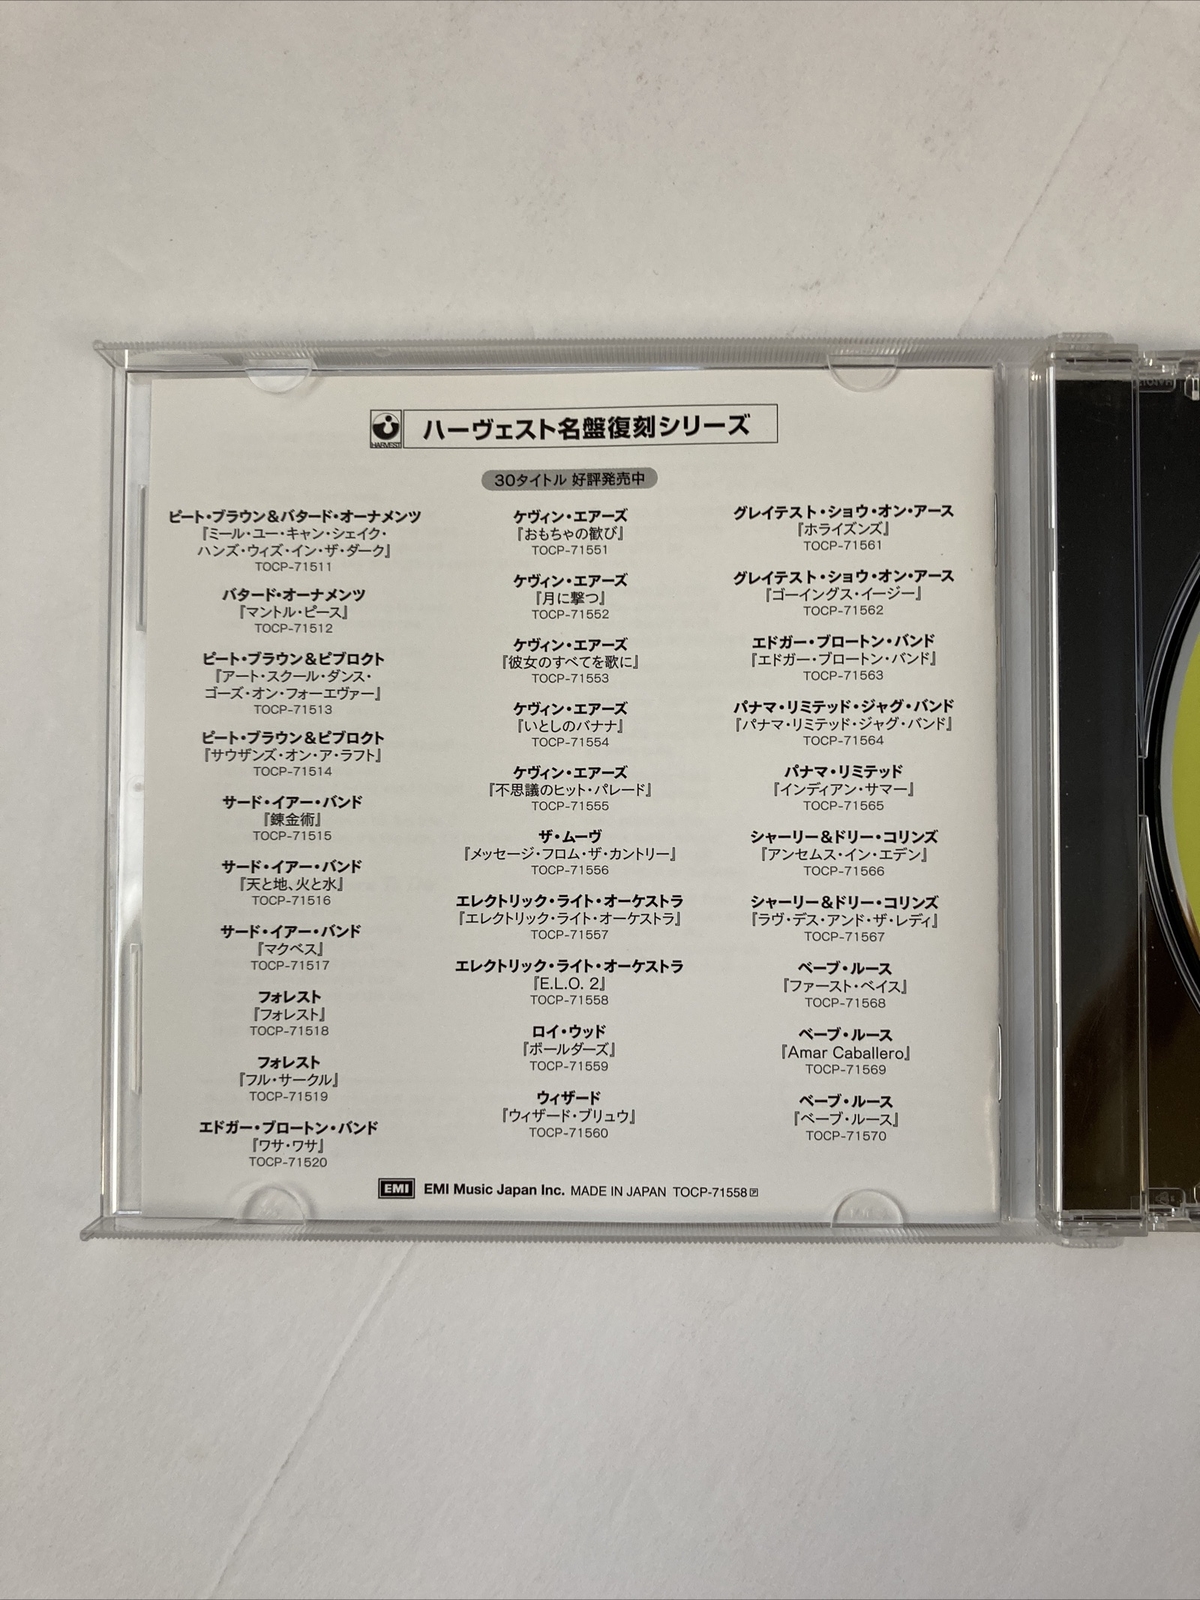 HARVEST
ハーヴェスト名盤復刻シリーズ
30タイトル 好評発売中
ピート・ブラウン＆バタード・オーナメンツ
『ミール・ユー・キャン・シェイク・
ハンズ・ウィズ・イン・ザ・ダーク』
TOCP-71511
バタード・オーナメンツ
『マントル・ピース』
TOCP-71512
ピート・ブラウン＆ピブロクト
『アート・スクール・ダンス・
ゴーズ・オン・フォーエヴァー』
TOCP-71513
ピート・ブラウン＆ピブロクト
『サウザンズ・オン・ア・ラフト』
TOCP-71514
サード・イアー・バンド
『錬金術』
TOCP-71515
サード・イアー・バンド
『天と地、火と水』
TOCP-71516
サード・イアー・バンド
『マクベス』
TOCP-71517
フォレスト
『フォレスト』
TOCP-71518
フォレスト
『フル・サークル』
TOCP-71519
エドガー・ブロートン・バンド
『ワサ・ワサ』
TOCP-71520
ケヴィン・エアーズ
『おもちゃの歓び』
TOCP-71551
ケヴィン・エアーズ
『月に撃つ』
TOCP-71552
ケヴィン・エアーズ
『彼女のすべてを歌に』
TOCP-71553
ケヴィン・エアーズ
『いとしのバナナ』
TOCP-71554
ケヴィン・エアーズ
『不思議のヒット・パレード』
TOCP-71555
ザ・ムーヴ
『メッセージ・フロム・ザ・カントリー』
TOCP-71556
エレクトリック・ライト・オーケストラ
『エレクトリック・ライト・オーケストラ』
TOCP-71557
エレクトリック・ライト・オーケストラ
『E.L.O. 2』
TOCP-71558
ロイ・ウッド
『ボールダーズ』
TOCP-71559
ウィザード
『ウィザード・ブリュウ』
TOCP-71560
グレイテスト・ショウ・オン・アース
『ホライズンズ』
TOCP-71561
グレイテスト・ショウ・オン・アース
『ゴーイングス・イージー』
TOCP-71562
エドガー・ブロートン・バンド
『エドガー・ブロートン・バンド』
TOCP-71563
パナマ・リミテッド・ジャグ・バンド
『パナマ・リミテッド・ジャグ・バンド』
TOCP-71564
パナマ・リミテッド
『インディアン・サマー』
TOCP-71565
シャーリー＆ドリー・コリンズ
『アンセムス・イン・エデン』
TOCP-71566
シャーリー＆ドリー・コリンズ
『ラヴ・デス・アンド・ザ・レディ』
TOCP-71567
ベーブ・ルース
『ファースト・ベイス』
TOCP-71568
ベーブ・ルース
『Amar Caballero』
TOCP-71569
ベーブ・ルース
『ベーブ・ルース』
TOCP-71570
EMI EMI Music Japan Inc. MADE IN JAPAN TOCP-71558